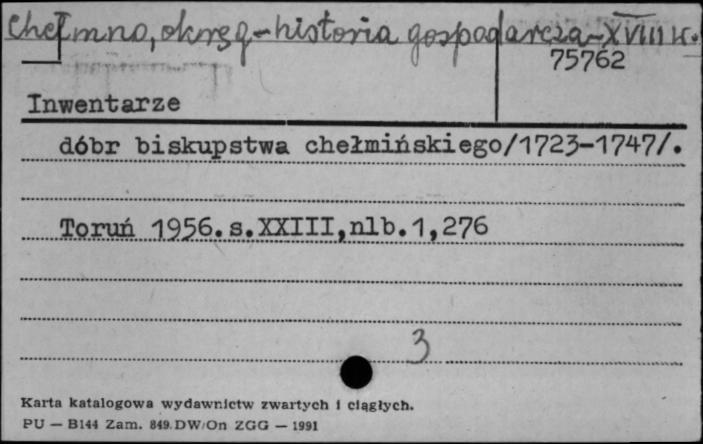 Chełmno, okręg - historia gospodarcza - XVIII w.
75762
Inwentarze
dóbr biskupstwa chełmińskiego/1723-1747/.
Toruń 1956.s.XXIII,nlb.1,276
3
Karta katalogowa wydawnictw zwartych i ciągłych.
PU — B144 Zam. 849.DW/On ZGG — 1991